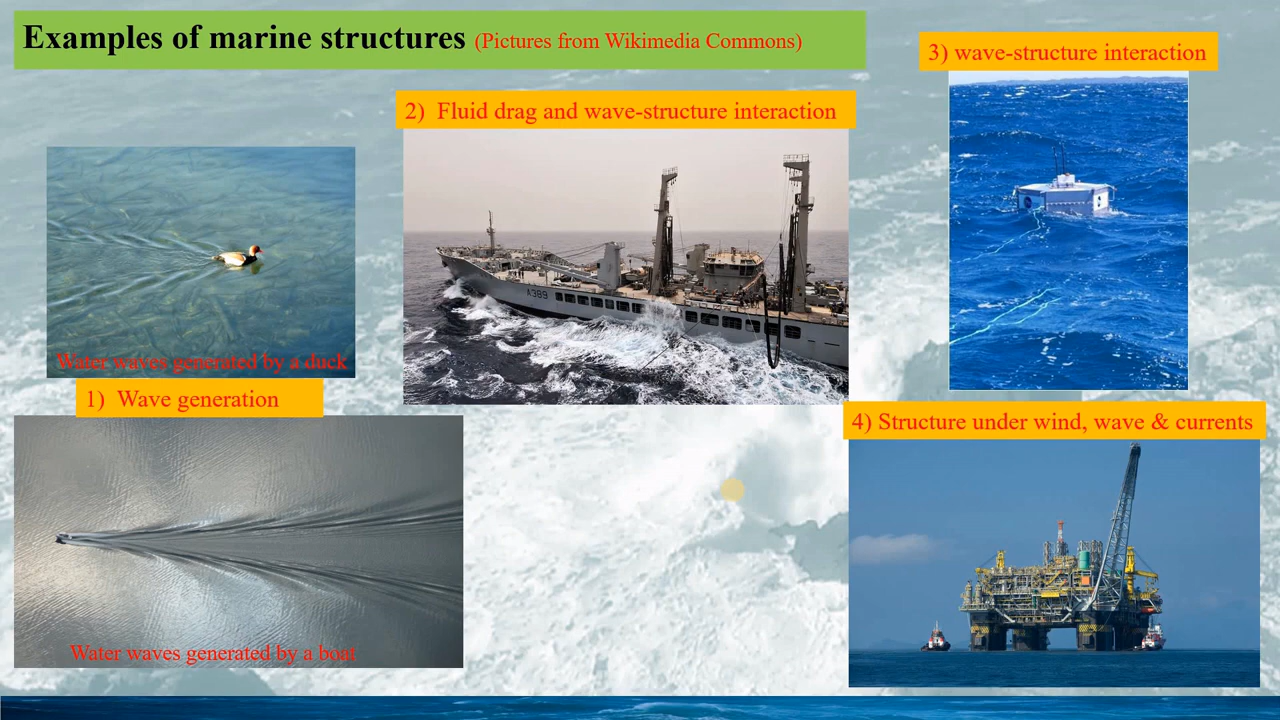 Examples of marine structures (Pictures from Wikimedia Commons)
3) wave-structure interaction
2) Fluid drag and wave-structure interaction
A389
Water waves generated by a duck
1) Wave generation
4) Structure under wind, wave & currents
Water waves generated by a boat